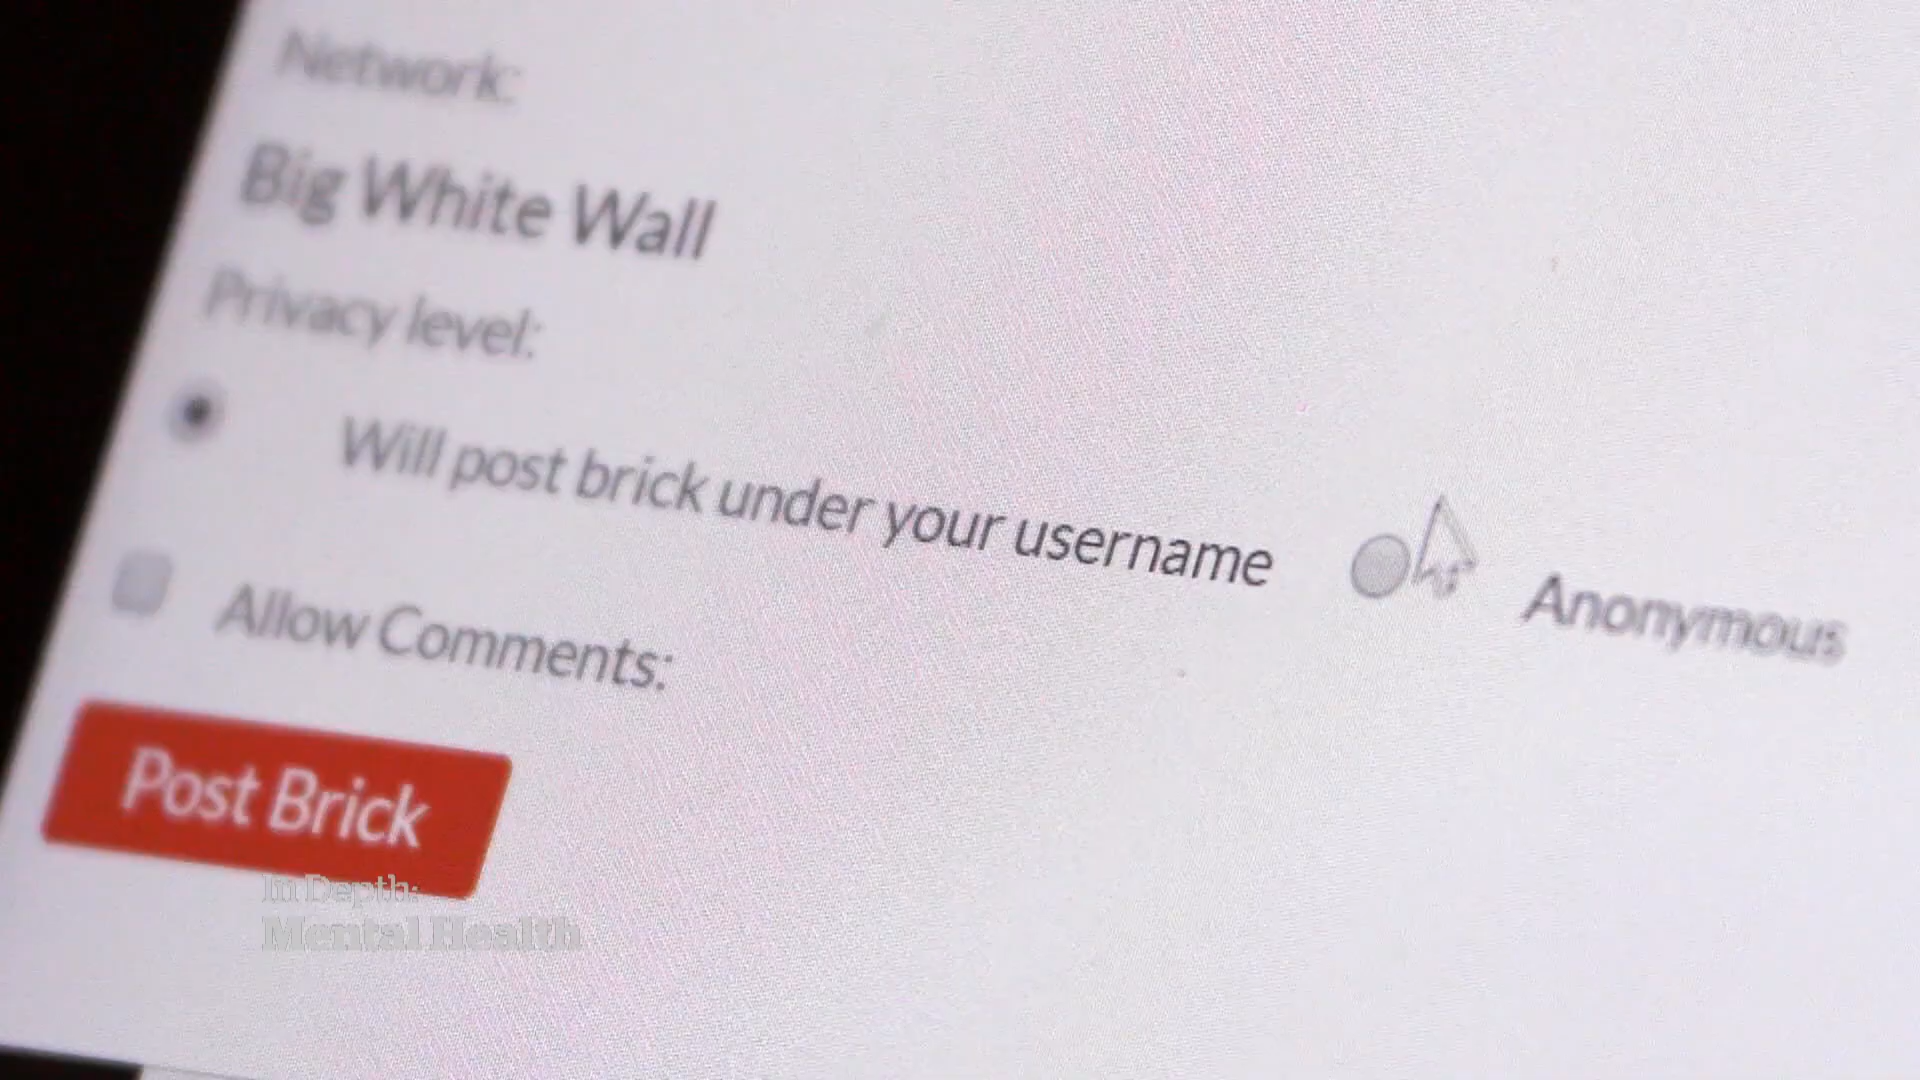 Network:
Big White Wall
Privacy level:
Will post brick under your username
Anonymous
Allow Comments:
Post Brick
In Depth:
Mental Health